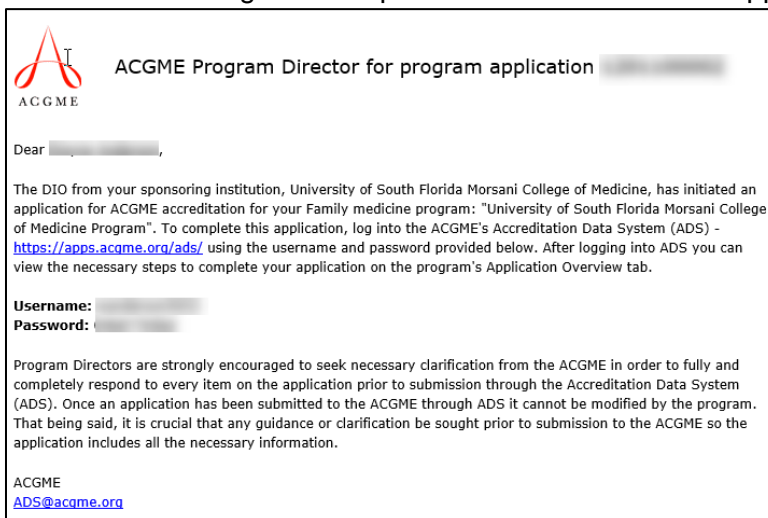 ACGME
ACGME Program Director for program application
Dear ,
The DIO from your sponsoring institution, University of South Florida Morsani College of Medicine, has initiated an
application for ACGME accreditation for your Family medicine program: "University of South Florida Morsani College
of Medicine Program". To complete this application, log into the ACGME's Accreditation Data System (ADS) -
https://apps.acgme.org/ads/ using the username and password provided below. After logging into ADS you can
view the necessary steps to complete your application on the program's Application Overview tab.
Username:
Password:
Program Directors are strongly encouraged to seek necessary clarification from the ACGME in order to fully and
completely respond to every item on the application prior to submission through the Accreditation Data System
(ADS). Once an application has been submitted to the ACGME through ADS it cannot be modified by the program.
That being said, it is crucial that any guidance or clarification be sought prior to submission to the ACGME so the
application includes all the necessary information.
ACGME
ADS@acgme.org